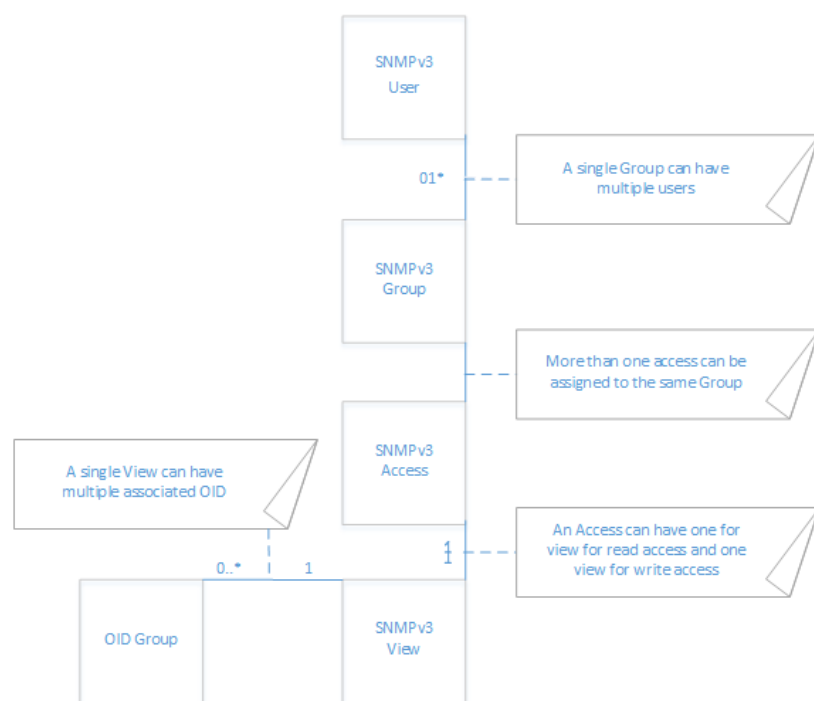 SNMPv3
User
01*
A single Group can have
multiple users
SNMPv3
Group
More than one access can be
assigned to the same Group
SNMPv3
Access
A single View can have
multiple associated OID
An Access can have one for
view for read access and one
view for write access
1
1
0..*
1
OID Group
SNMPv3
View